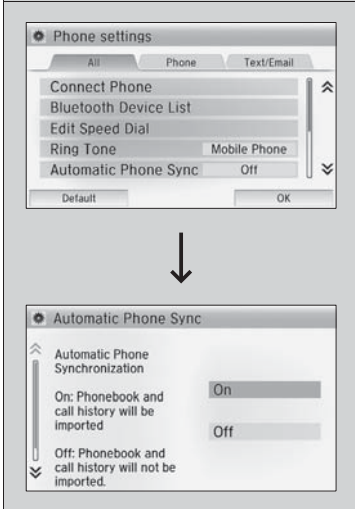 Phone settings
All Phone Text/Email
Connect Phone
Bluetooth Device List
Edit Speed Dial
Ring Tone Mobile Phone
Automatic Phone Sync Off
Default OK
Automatic Phone Sync
Automatic Phone
Synchronization
On: Phonebook and
call history will be
imported
Off: Phonebook and
call history will not be
imported.
On
Off